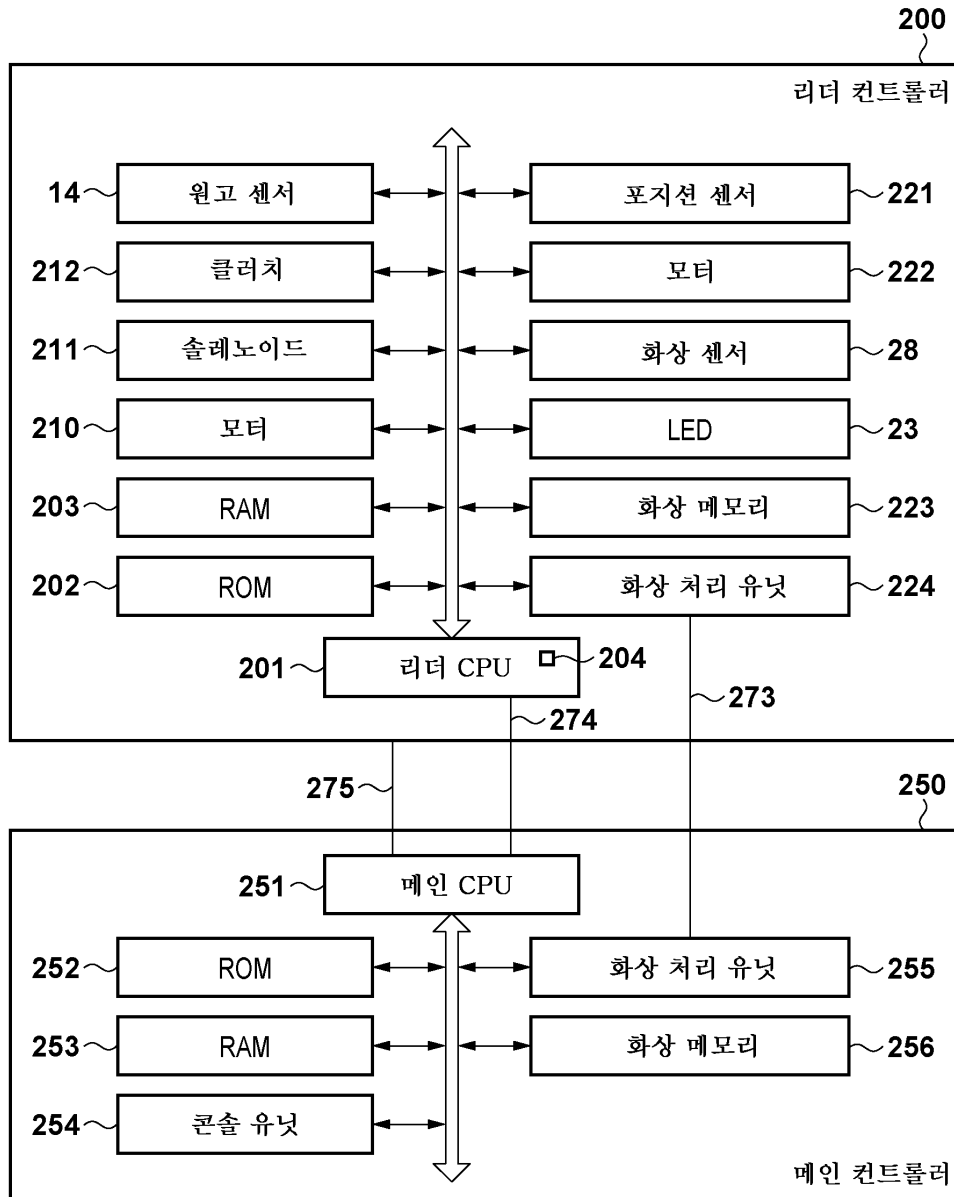 200
리더 컨트롤러
14 원고 센서 포지션 센서 221
212 클러치 모터 222
211 솔레노이드 화상 센서 28
210 모터 LED 23
203 RAM 화상 메모리 223
202 ROM 화상 처리 유닛 224
201 리더 CPU 204
274 273
275 250
251 메인 CPU
252 ROM 화상 처리 유닛 255
253 RAM 화상 메모리 256
254 콘솔 유닛
메인 컨트롤러